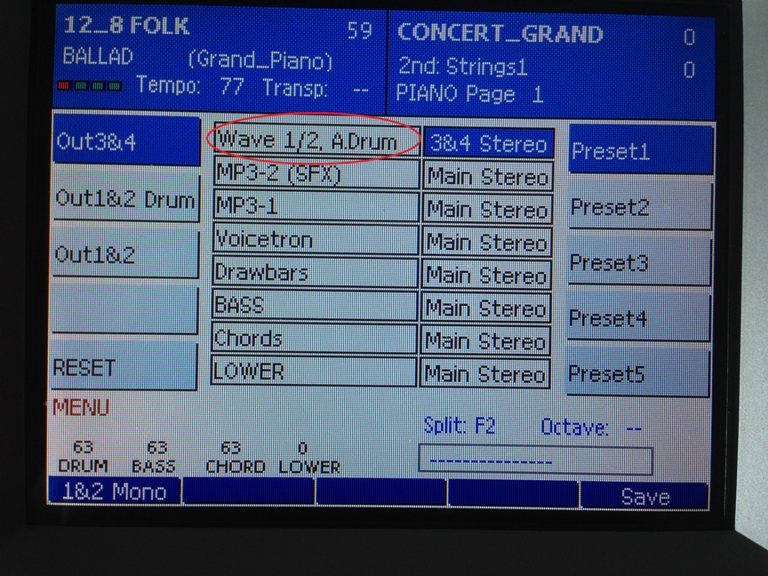 12_8 FOLK 59
BALLAD (Grand_Piano)
Tempo: 77 Transp: --
CONCERT_GRAND 0
2nd: Strings1 0
PIANO Page 1
Out3&4
Out1&2 Drum
Out1&2
RESET
MENU
Wave 1/2, A.Drum 3&4 Stereo
MP3-2 (SFX) Main Stereo
MP3-1 Main Stereo
Voicetron Main Stereo
Drawbars Main Stereo
BASS Main Stereo
Chords Main Stereo
LOWER Main Stereo
Preset1
Preset2
Preset3
Preset4
Preset5
Split: F2 Octave: --
63 63 63 0
DRUM BASS CHORD LOWER
---------------
1&2 Mono Save